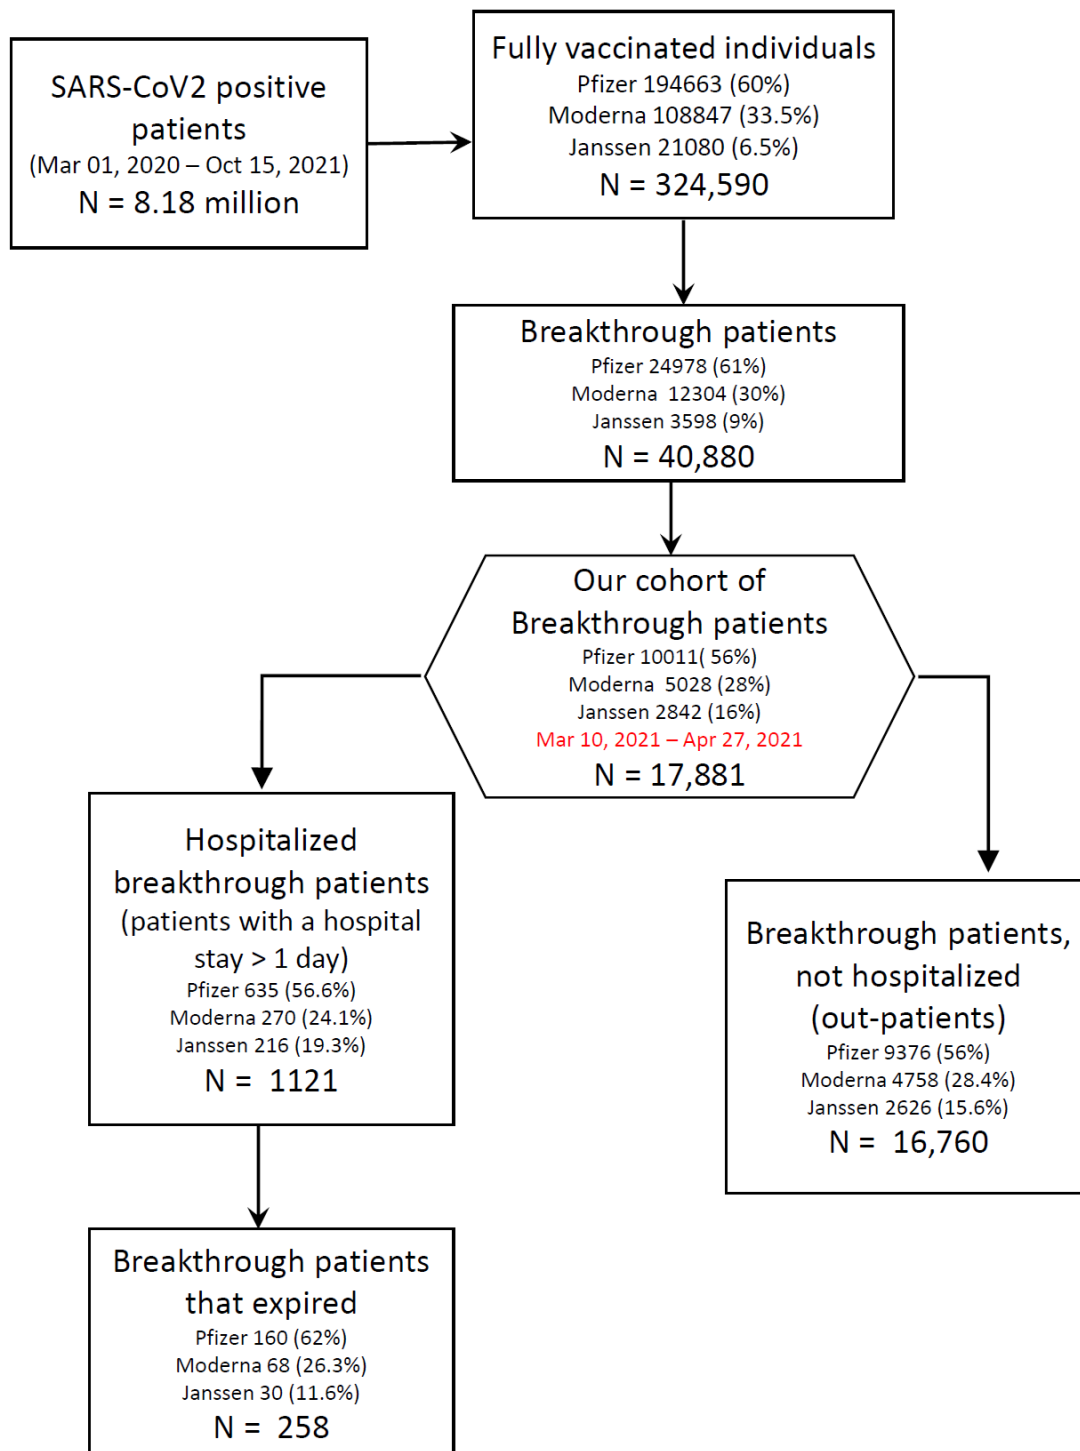 SARS-CoV2 positive
patients
(Mar 01, 2020 – Oct 15, 2021)
N = 8.18 million
Fully vaccinated individuals
Pfizer 194663 (60%)
Moderna 108847 (33.5%)
Janssen 21080 (6.5%)
N = 324,590
Breakthrough patients
Pfizer 24978 (61%)
Moderna  12304 (30%)
Janssen 3598 (9%)
N = 40,880
Our cohort of
Breakthrough patients
Pfizer 10011( 56%)
Moderna  5028 (28%)
Janssen 2842 (16%)
Mar 10, 2021 – Apr 27, 2021
N = 17,881
Hospitalized
breakthrough patients
(patients with a hospital
stay > 1 day)
Pfizer 635 (56.6%)
Moderna 270 (24.1%)
Janssen 216 (19.3%)
N =  1121
Breakthrough patients,
not hospitalized
(out-patients)
Pfizer 9376 (56%)
Moderna 4758 (28.4%)
Janssen 2626 (15.6%)
N =  16,760
Breakthrough patients
that expired
Pfizer 160 (62%)
Moderna 68 (26.3%)
Janssen 30 (11.6%)
N =  258